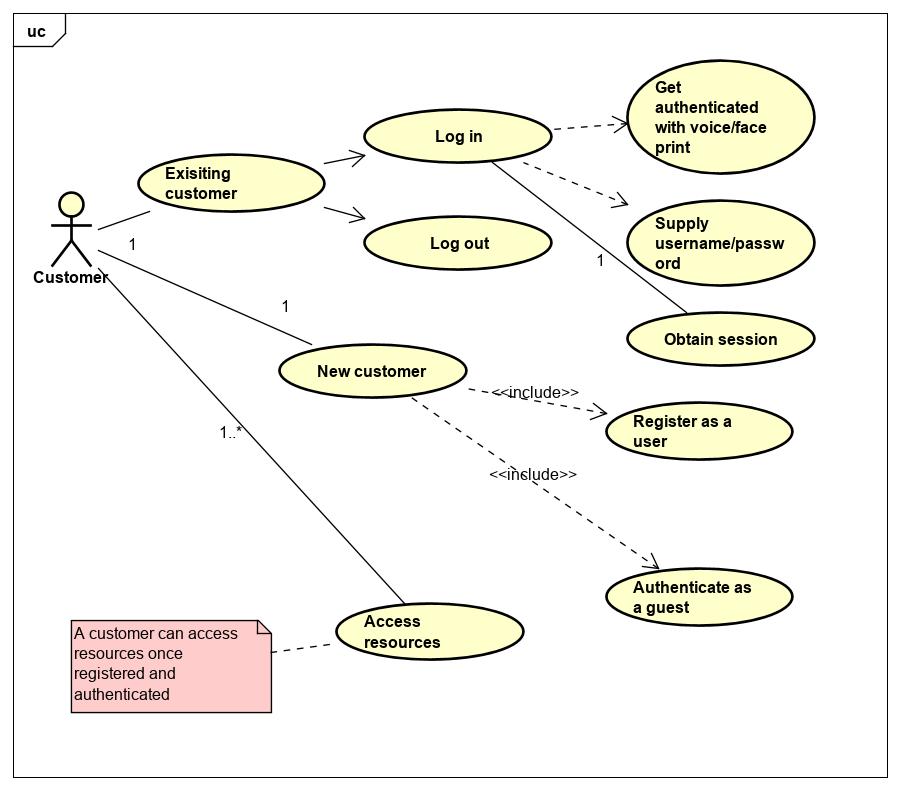 uc
Get
authenticated
with voice/face
print
Log in
Exisiting
customer
Supply
username/passw
ord
Log out
1
Customer
1
1
Obtain session
New customer
<<include>>
Register as a
user
1..*
<<include>>
Authenticate as
a guest
Access
resources
A customer can access
resources once
registered and
authenticated